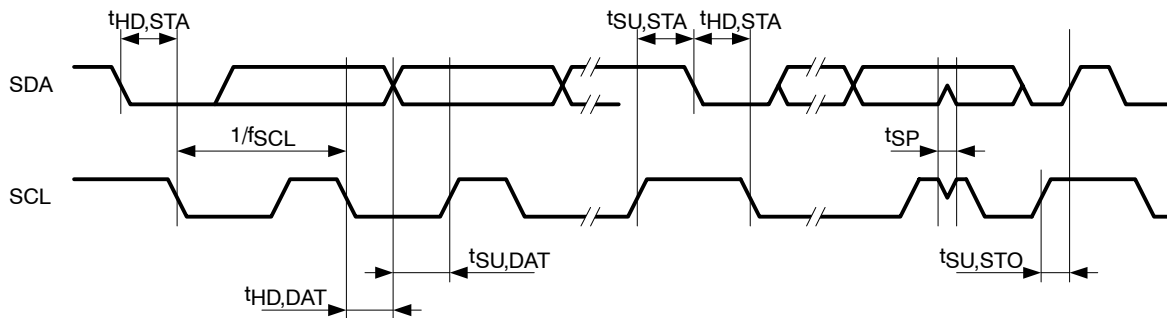 tHD,STA
tSU,STA tHD,STA
SDA
1/fSCL
tSP
SCL
tSU,DAT
tSU,STO
tHD,DAT